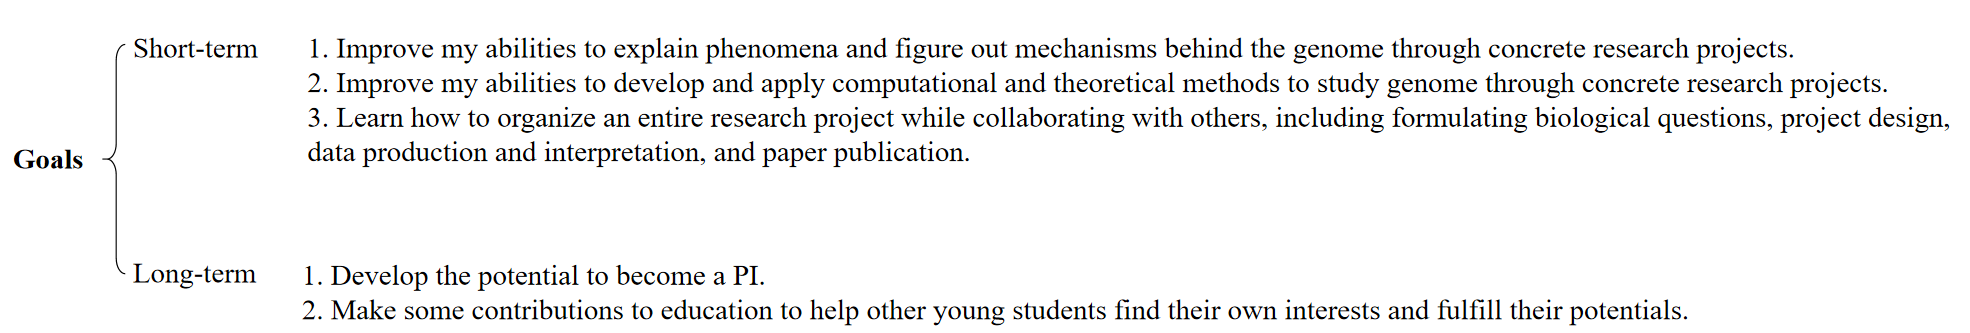 Goals
Short-term
1. Improve my abilities to explain phenomena and figure out mechanisms behind the genome through concrete research projects.
2. Improve my abilities to develop and apply computational and theoretical methods to study genome through concrete research projects.
3. Learn how to organize an entire research project while collaborating with others, including formulating biological questions, project design,
data production and interpretation, and paper publication.
Long-term
1. Develop the potential to become a PI.
2. Make some contributions to education to help other young students find their own interests and fulfill their potentials.